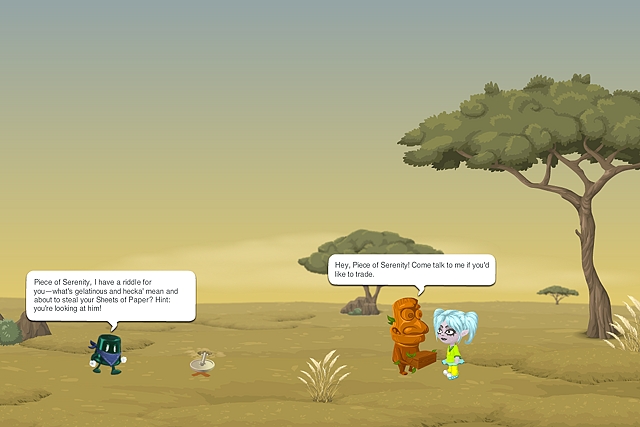 Piece of Serenity, I have a riddle for
you—what's gelatinous and hecka' mean and
about to steal your Sheets of Paper? Hint:
you're looking at him!
Hey, Piece of Serenity! Come talk to me if you'd
like to trade.